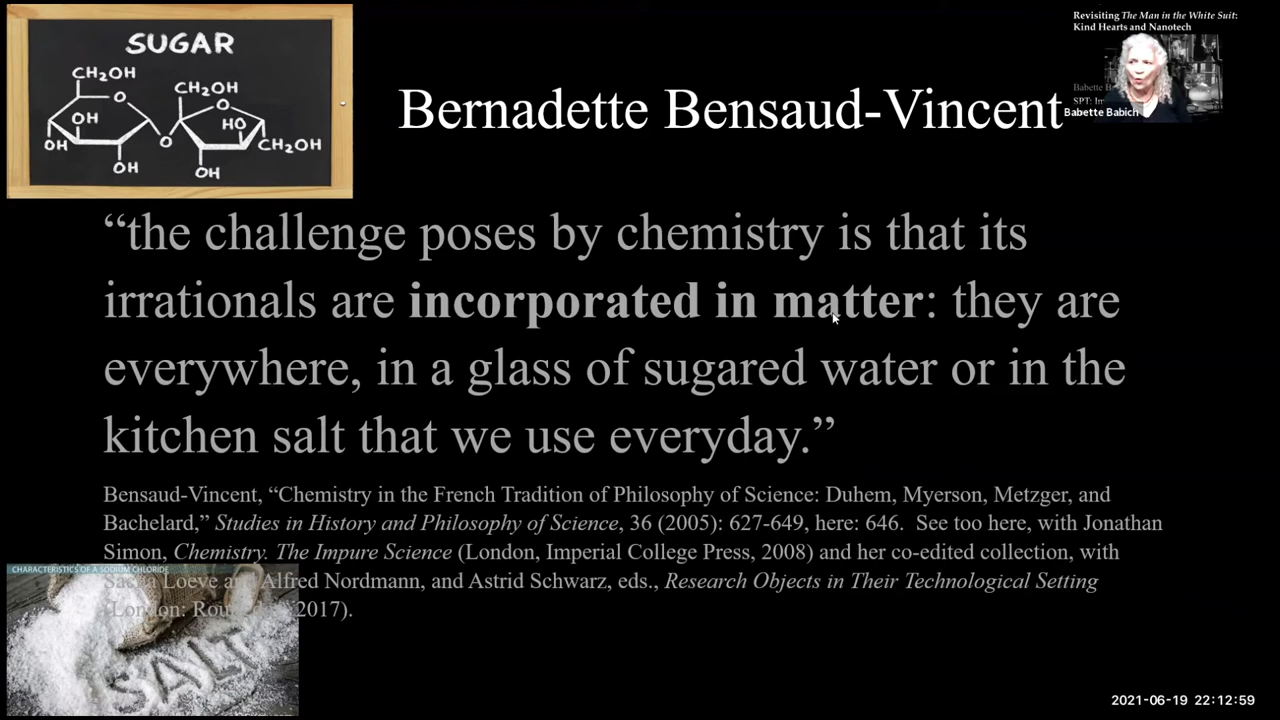 SUGAR
CH₂OH
O
OH
OH
OH
O
CH₂OH
O
HO
CH₂OH
OH
Revisiting The Man in the White Suit:
Kind Hearts and Nanotech
Babette
SPT:
Babette Babich
Bernadette Bensaud-Vincent
“the challenge poses by chemistry is that its
irrationals are incorporated in matter: they are
everywhere, in a glass of sugared water or in the
kitchen salt that we use everyday.”
Bensaud-Vincent, “Chemistry in the French Tradition of Philosophy of Science: Duhem, Myerson, Metzger, and
Bachelard,” Studies in History and Philosophy of Science, 36 (2005): 627-649, here: 646. See too here, with Jonathan
Simon, Chemistry. The Impure Science (London, Imperial College Press, 2008) and her co-edited collection, with
Loeve Alfred Nordmann, and Astrid Schwarz, eds., Research Objects in Their Technological Setting
London: 2017).
CHARACTERISTICS OF A SODIUM CHLORIDE
SALT
2021-06-19 22:12:59